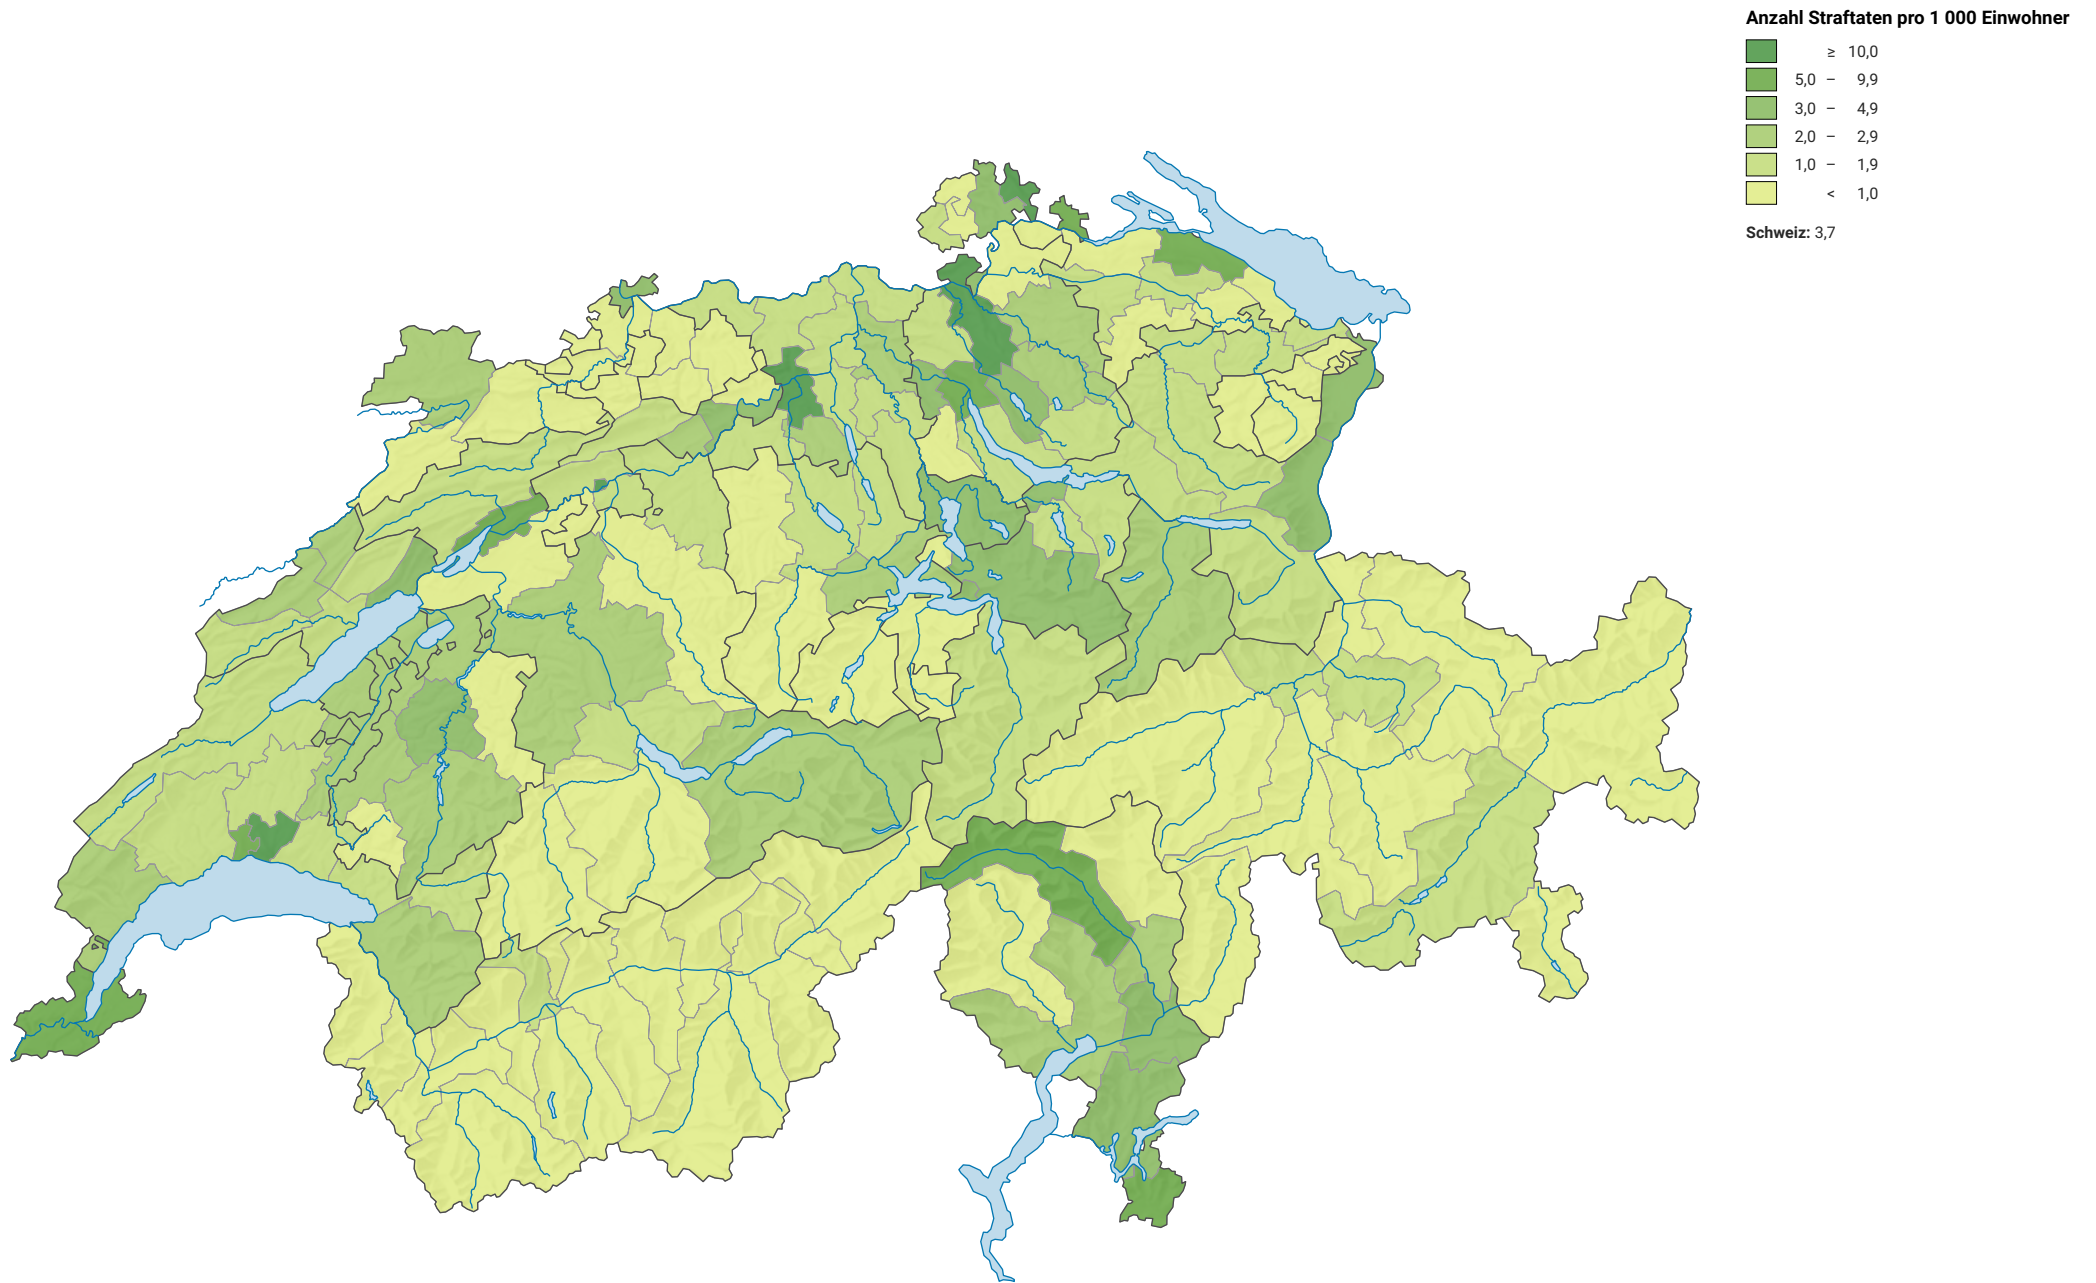 Anzahl Straftaten pro 1 000 Einwohner
≥ 10,0
5,0 – 9,9
3,0 – 4,9
2,0 – 2,9
1,0 – 1,9
< 1,0
Schweiz: 3,7